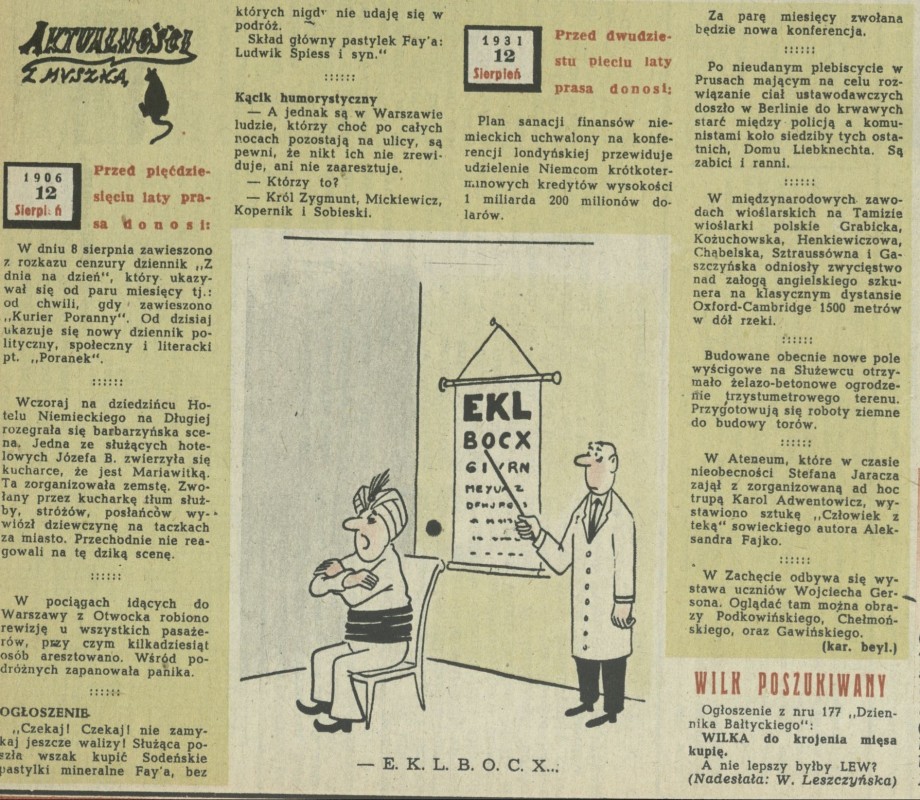 AKTUALNOŚCI
Z MYSZKĄ
1906
12
Sierpień
Przed pięćdzie-
sięciu laty pra-
sa donosi:
W dniu 8 sierpnia zawieszono
z rozkazu cenzury dziennik „Z
dnia na dzień", który ukazy-
wał się od paru miesięcy tj.:
od chwili, gdy zawieszono
„Kurier Poranny". Od dzisiaj
ukazuje się nowy dziennik po-
lityczny, społeczny i literacki
pt. „Poranek".
::::::
Wczoraj na dziedzińcu Ho-
telu Niemieckiego na Długiej
rozegrała się barbarzyńska sce-
na. Jedna ze służących hote-
lowych Józefa B. zwierzyła się
kucharce, że jest Mariawitką.
Ta zorganizowała zemstę. Zwo-
łany przez kucharkę tłum służ-
by, stróżów, posłańców wy-
wiózł dziewczynę na taczkach
za miasto. Przechodnie nie rea-
gowali na tę dziką scenę.
::::::
W pociągach idących do
Warszawy z Otwocka robiono
rewizję u wszystkich pasaże-
rów, przy czym kilkadziesiąt
osób aresztowano. Wśród po-
dróżnych zapanowała panika.
::::::
OGŁOSZENIE
„Czekaj! Czekaj! nie zamy-
kaj jeszcze walizy! Służąca po-
szła wszak kupić Sodeńskie
pastylki mineralne Fay'a, bez
których nigdy nie udaję się w
podróż.
Skład główny pastylek Fay'a:
Ludwik Spiess i syn."
::::::
Kącik humorystyczny
— A jednak są w Warszawie
ludzie, którzy choć po całych
nocach pozostają na ulicy, są
pewni, że nikt ich nie zrewi-
duje, ani nie zaaresztuje.
— Którzy to?
— Król Zygmunt, Mickiewicz,
Kopernik i Sobieski.
1931
12
Sierpień
Przed dwudzie-
stu pięciu laty
prasa donosi:
Plan sanacji finansów nie-
mieckich uchwalony na konfe-
rencji londyńskiej przewiduje
udzielenie Niemcom krótkoter-
minowych kredytów wysokości
1 miliarda 200 milionów do-
larów.
EKL
BOCX
— E. K. L. B. O. C. X...
Za parę miesięcy zwołana
będzie nowa konferencja.
::::::
Po nieudanym plebiscycie w
Prusach mającym na celu roz-
wiązanie ciał ustawodawczych
doszło w Berlinie do krwawych
starć między policją a komu-
nistami koło siedziby tych osta-
tnich, Domu Liebknechta. Są
zabici i ranni.
::::::
W międzynarodowych zawo-
dach wioślarskich na Tamizie
wioślarki polskie Grabicka,
Kożuchowska, Henkiewiczowa,
Chąbelska, Sztraussówna i Ga-
szczyńska odniosły zwycięstwo
nad załogą angielskiego szku-
nera na klasycznym dystansie
Oxford-Cambridge 1500 metrów
w dół rzeki.
::::::
Budowane obecnie nowe pole
wyścigowe na Służewcu otrzy-
mało żelazo-betonowe ogrodze-
nie trzystumetrowego terenu.
Przygotowują się roboty ziemne
do budowy torów.
::::::
W Ateneum, które w czasie
nieobecności Stefana Jaracza
zajął z zorganizowaną ad hoc
trupą Karol Adwentowicz, wy-
stawiono sztukę „Człowiek z
teką" sowieckiego autora Alek-
sandra Fajko.
::::::
W Zachęcie odbywa się wy-
stawa uczniów Wojciecha Ger-
sona. Oglądać tam można obra-
zy Podkowińskiego, Chełmoń-
skiego, oraz Gawińskiego.
(kar. beyl.)
WILK POSZUKIWANY
Ogłoszenie z nru 177 „Dzien-
nika Bałtyckiego":
WILKA do krojenia mięsa
kupię.
A nie lepszy byłby LEW?
(Nadesłała: W. Leszczyńska)